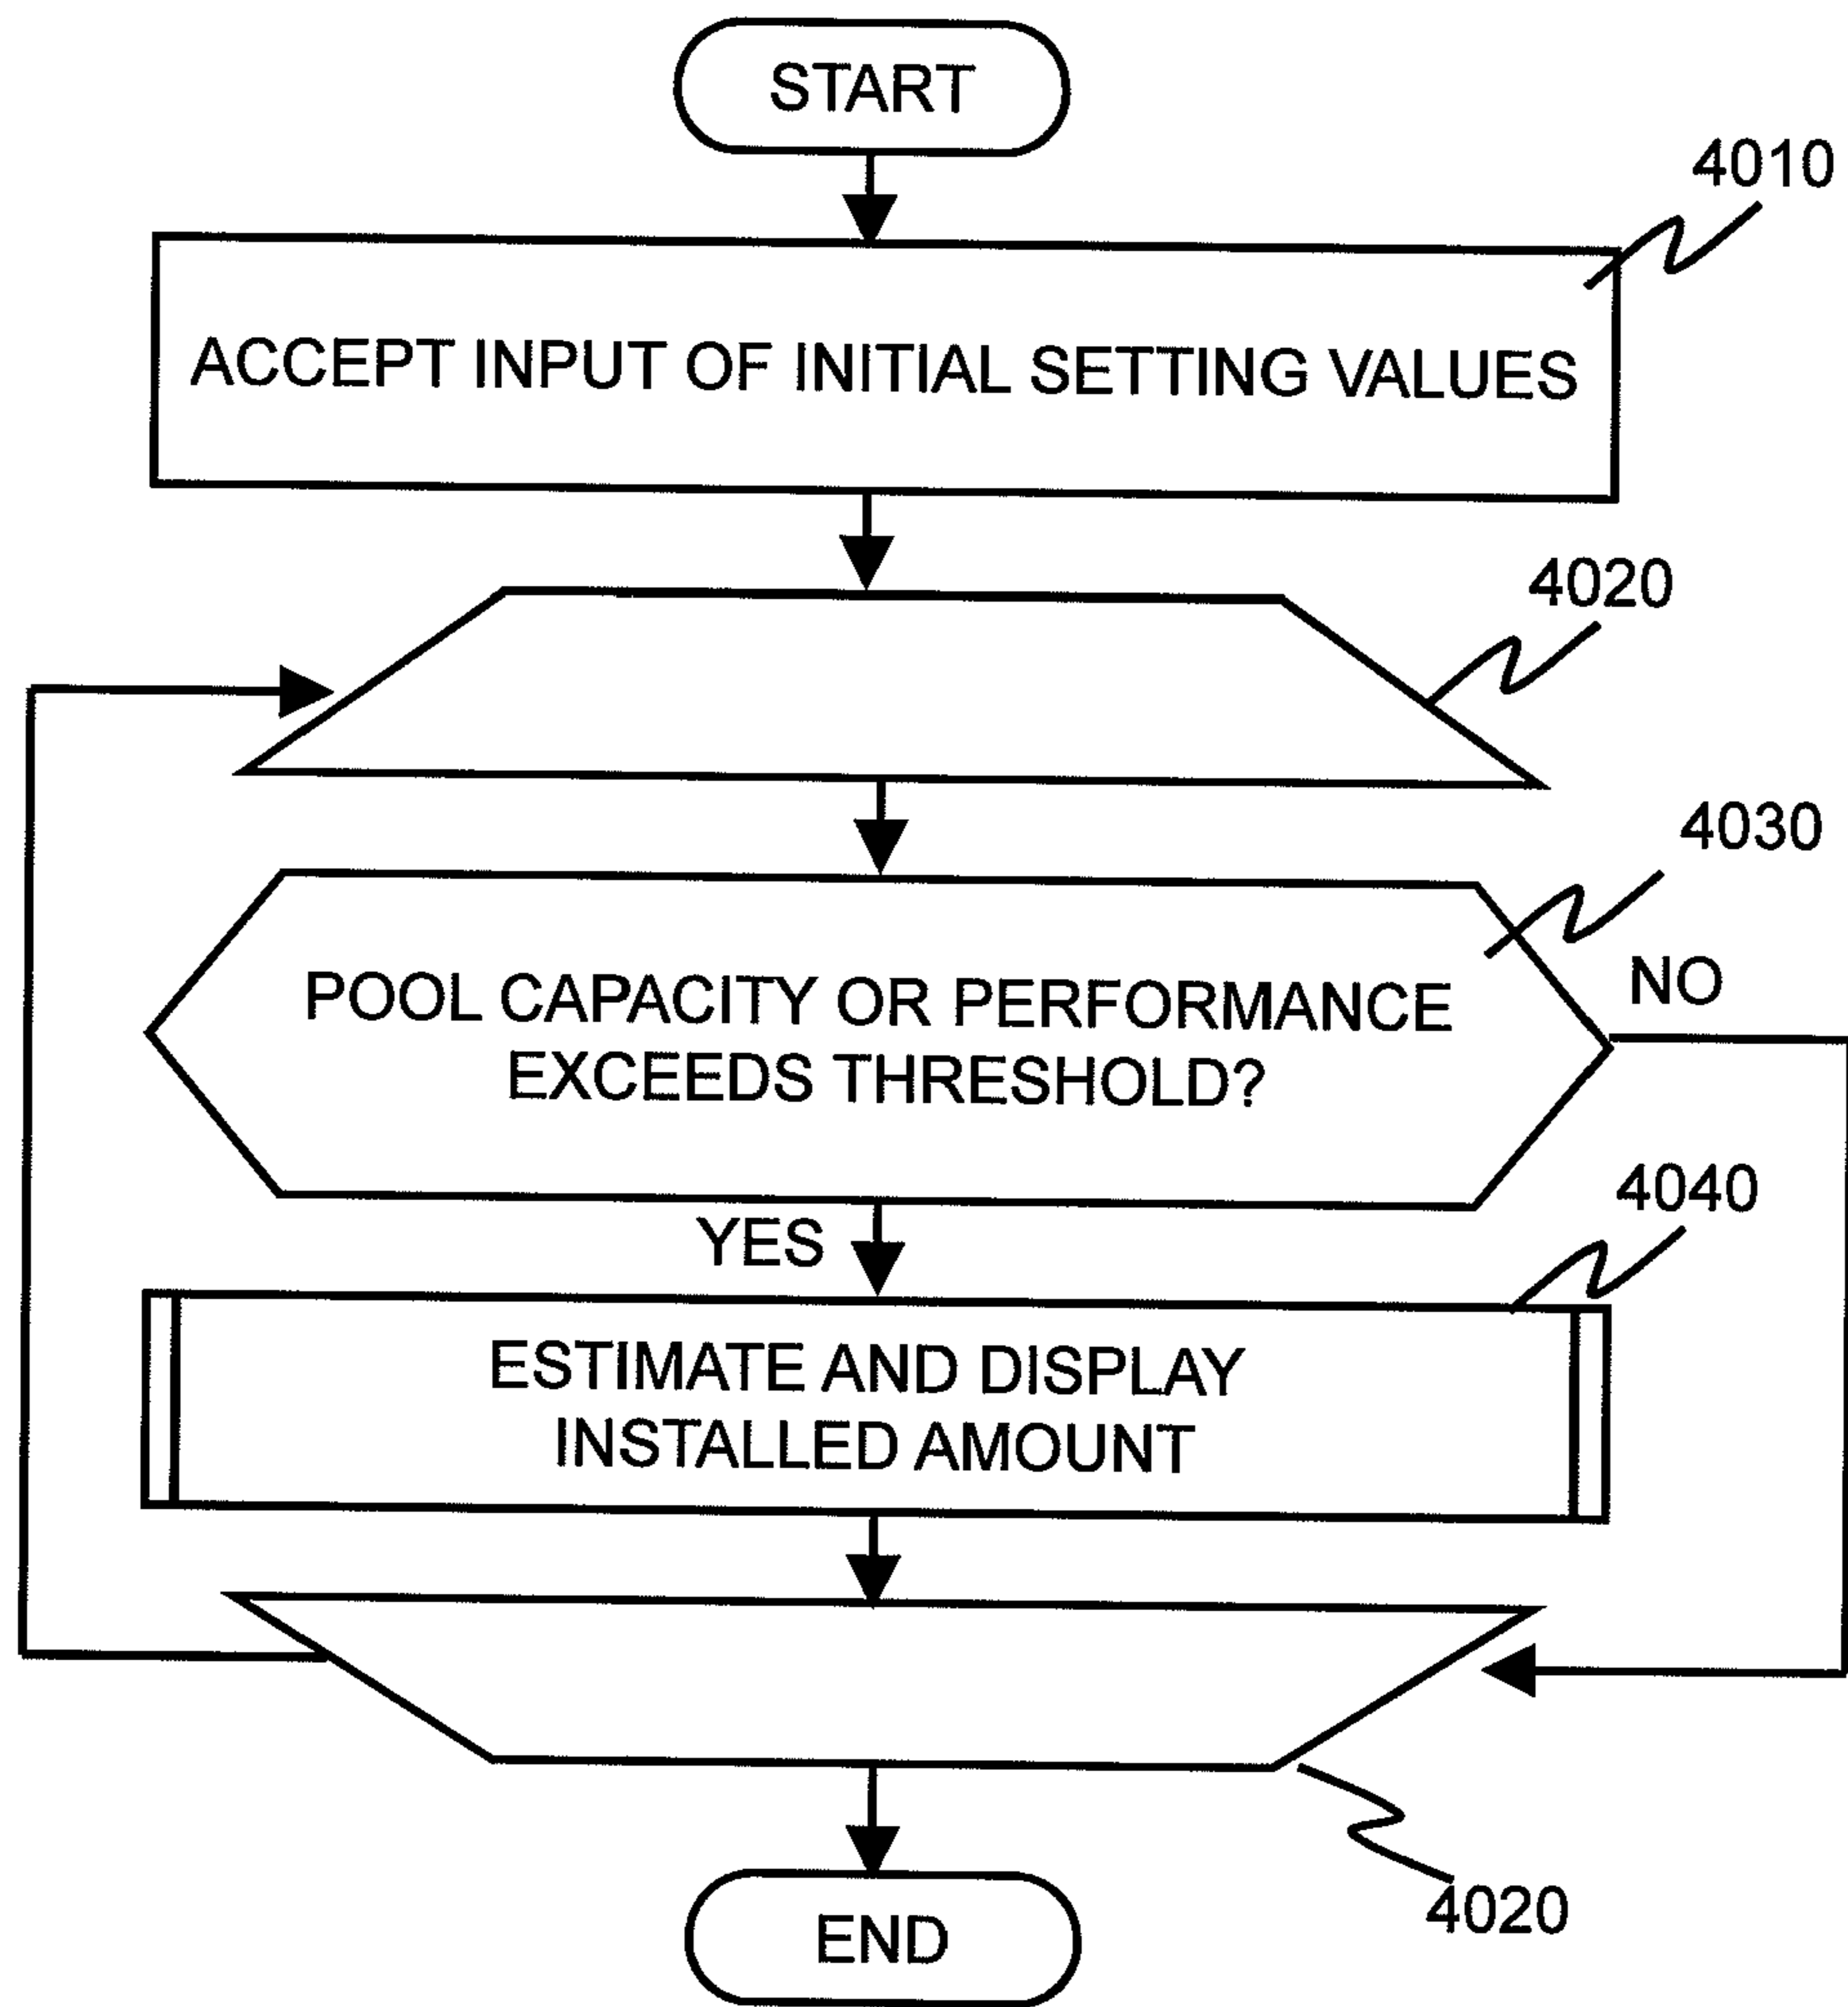 START
4010
ACCEPT INPUT OF INITIAL SETTING VALUES
4020
4030
POOL CAPACITY OR PERFORMANCE
EXCEEDS THRESHOLD?
NO
YES
4040
ESTIMATE AND DISPLAY
INSTALLED AMOUNT
4020
END